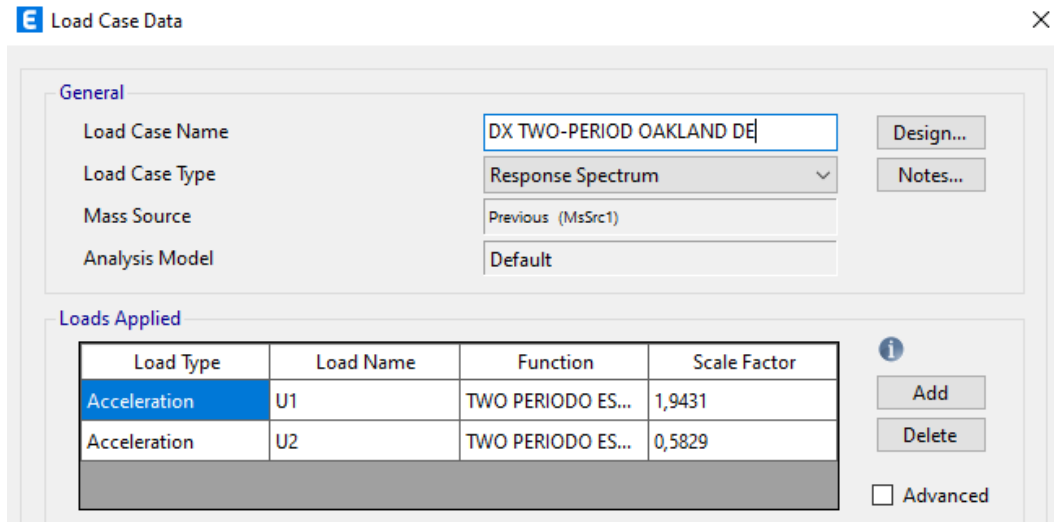 E Load Case Data
General
Load Case Name DX TWO-PERIOD OAKLAND DE Design...
Load Case Type Response Spectrum Notes...
Mass Source Previous (MsSrc1)
Analysis Model Default
Loads Applied
Load Type Load Name Function Scale Factor
Acceleration U1 TWO PERIODO ES... 1,9431
Acceleration U2 TWO PERIODO ES... 0,5829
i
Add
Delete
Advanced